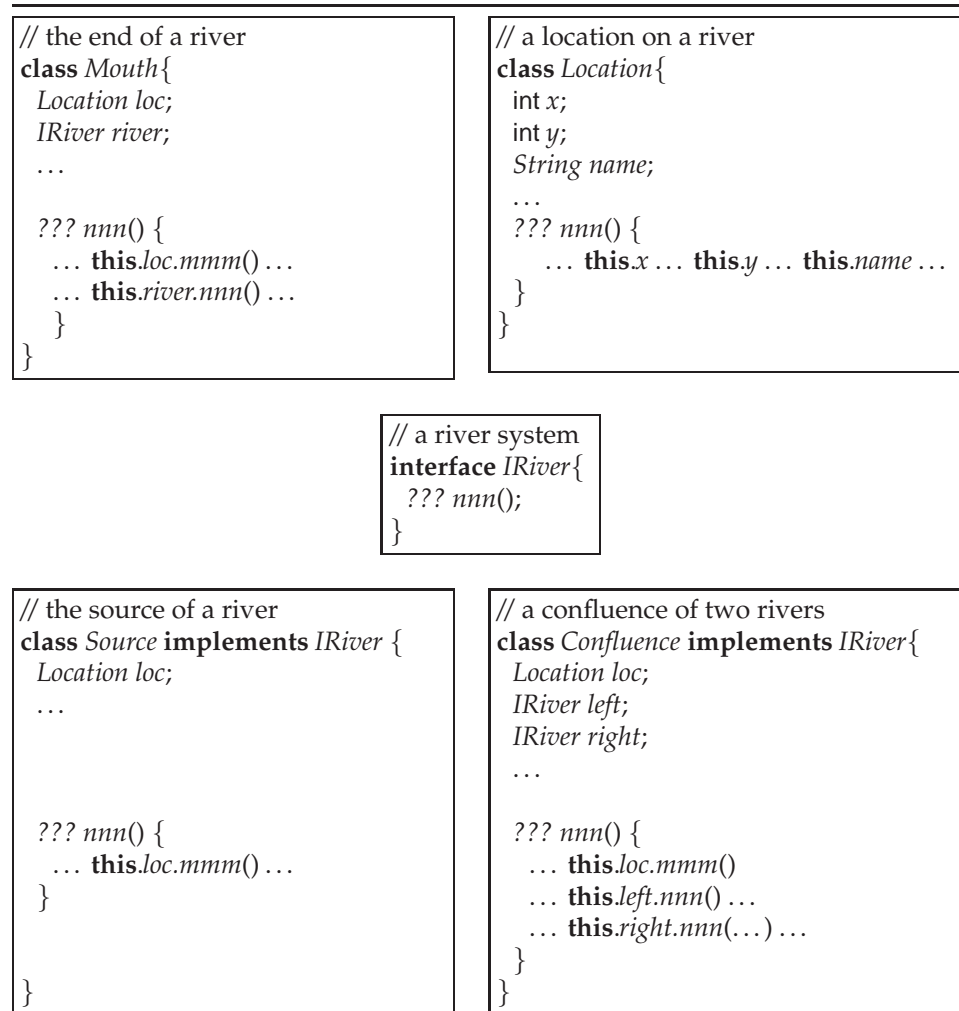 // the end of a river
class Mouth{
Location loc;
IRiver river;
...
??? nnn() {
... this.loc.mmm() ...
... this.river.nnn() ...
}
}
// a location on a river
class Location{
int x;
int y;
String name;
...
??? nnn() {
... this.x ... this.y ... this.name ...
}
}
// a river system
interface IRiver{
??? nnn();
}
// the source of a river
class Source implements IRiver {
Location loc;
...
??? nnn() {
... this.loc.mmm() ...
}
}
// a confluence of two rivers
class Confluence implements IRiver{
Location loc;
IRiver left;
IRiver right;
...
??? nnn() {
... this.loc.mmm()
... this.left.nnn() ...
... this.right.nnn(...) ...
}
}